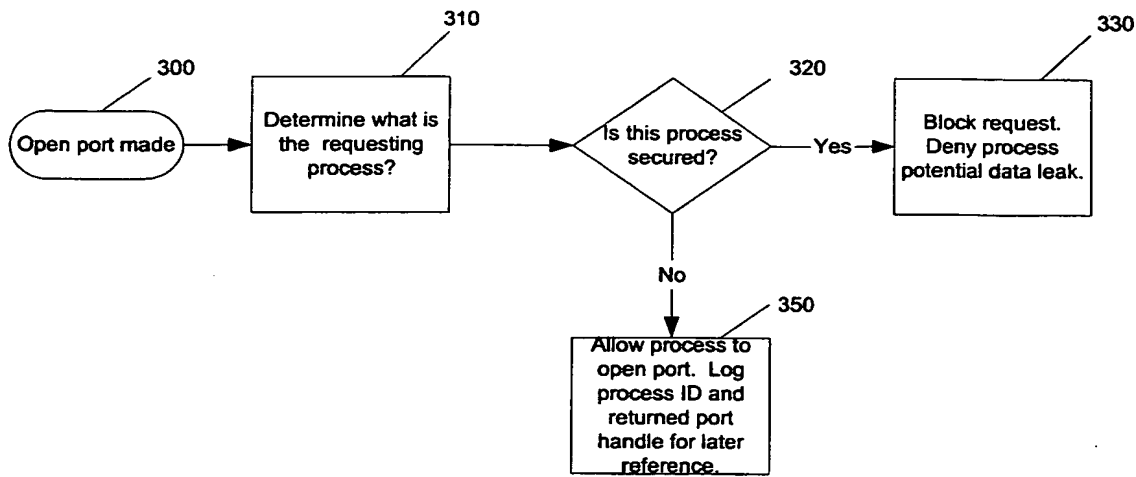 300
Open port made
310
Determine what is
the requesting
process?
320
Is this process
secured?
Yes
330
Block request.
Deny process
potential data leak.
No
350
Allow process to
open port. Log
process ID and
returned port
handle for later
reference.